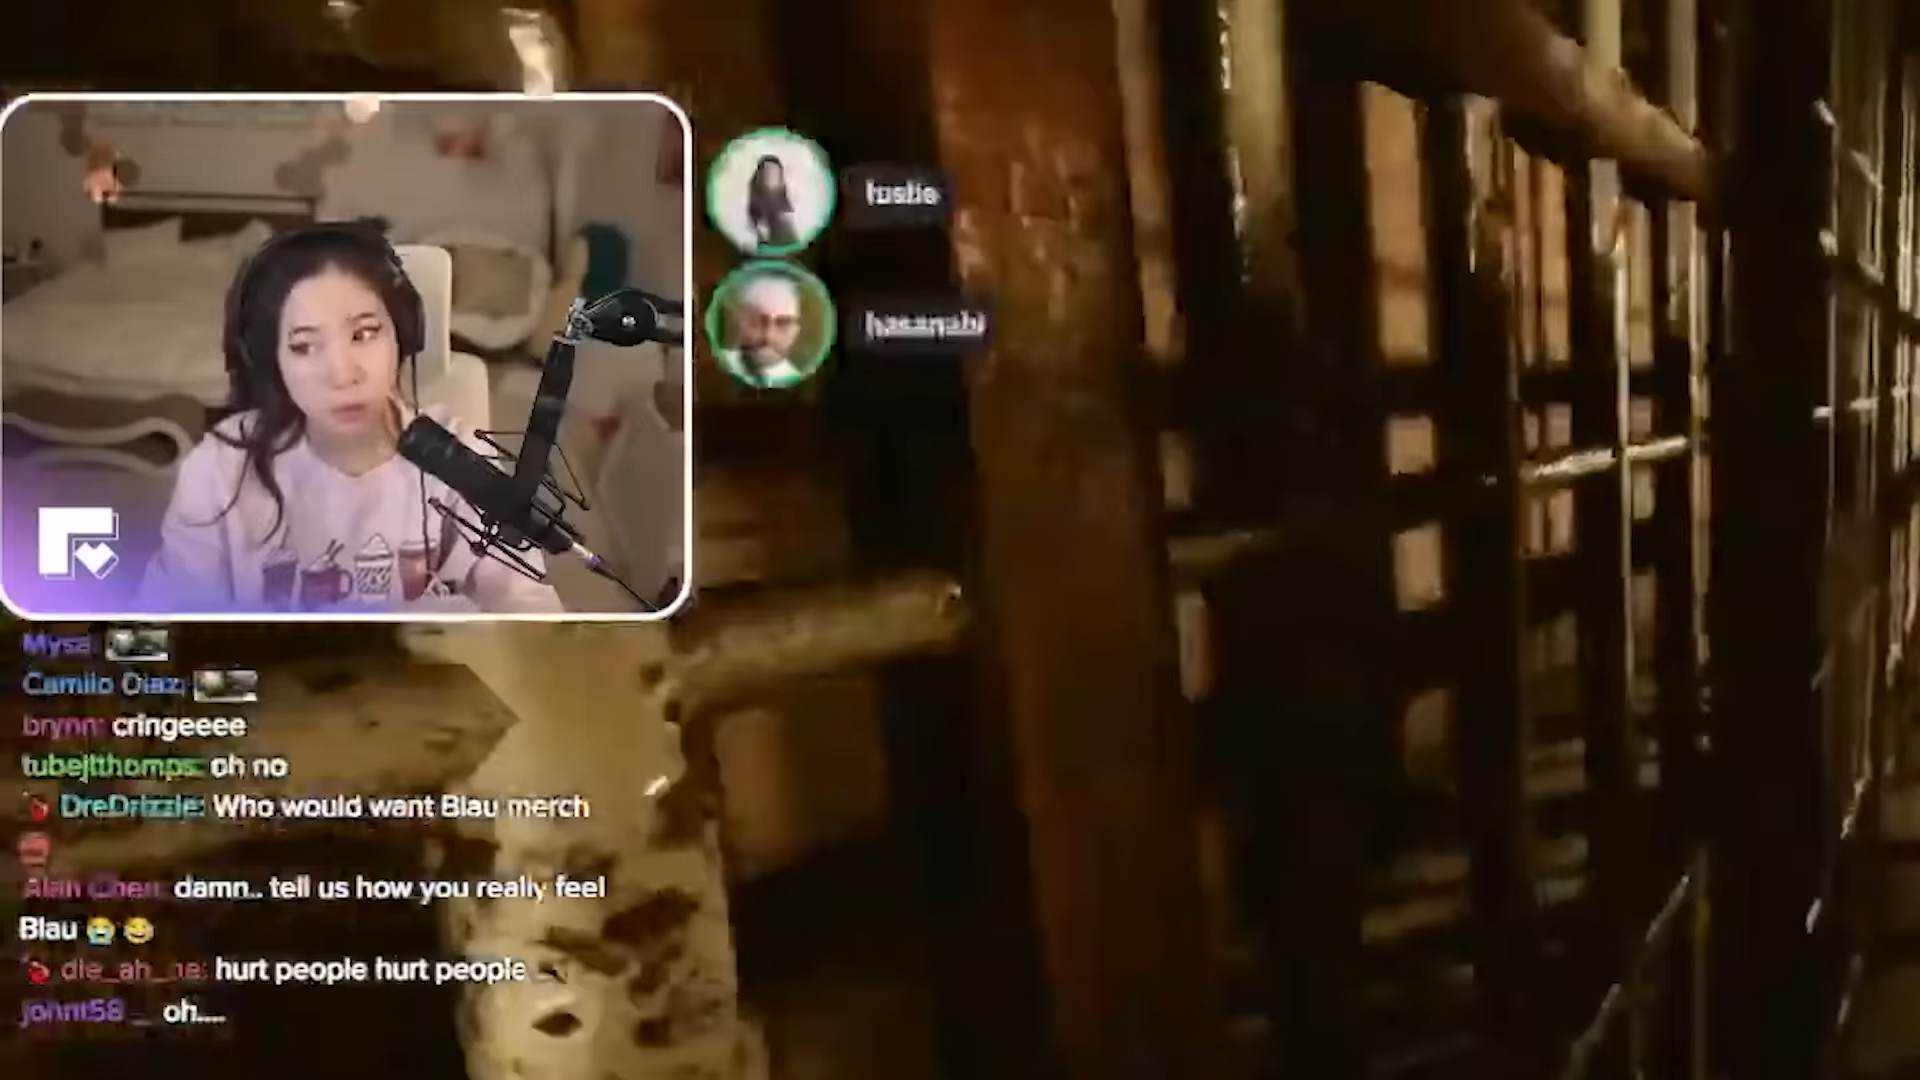 fuslie
hasanabi
Mysa:
Camilo Diaz:
brynn: cringeeee
tubejtthomps: oh no
DreDrizzle: Who would want Blau merch
Alan Chen: damn.. tell us how you really feel
Blau 😭 😂
die_ah_ne: hurt people hurt people
johnt58 _ oh....